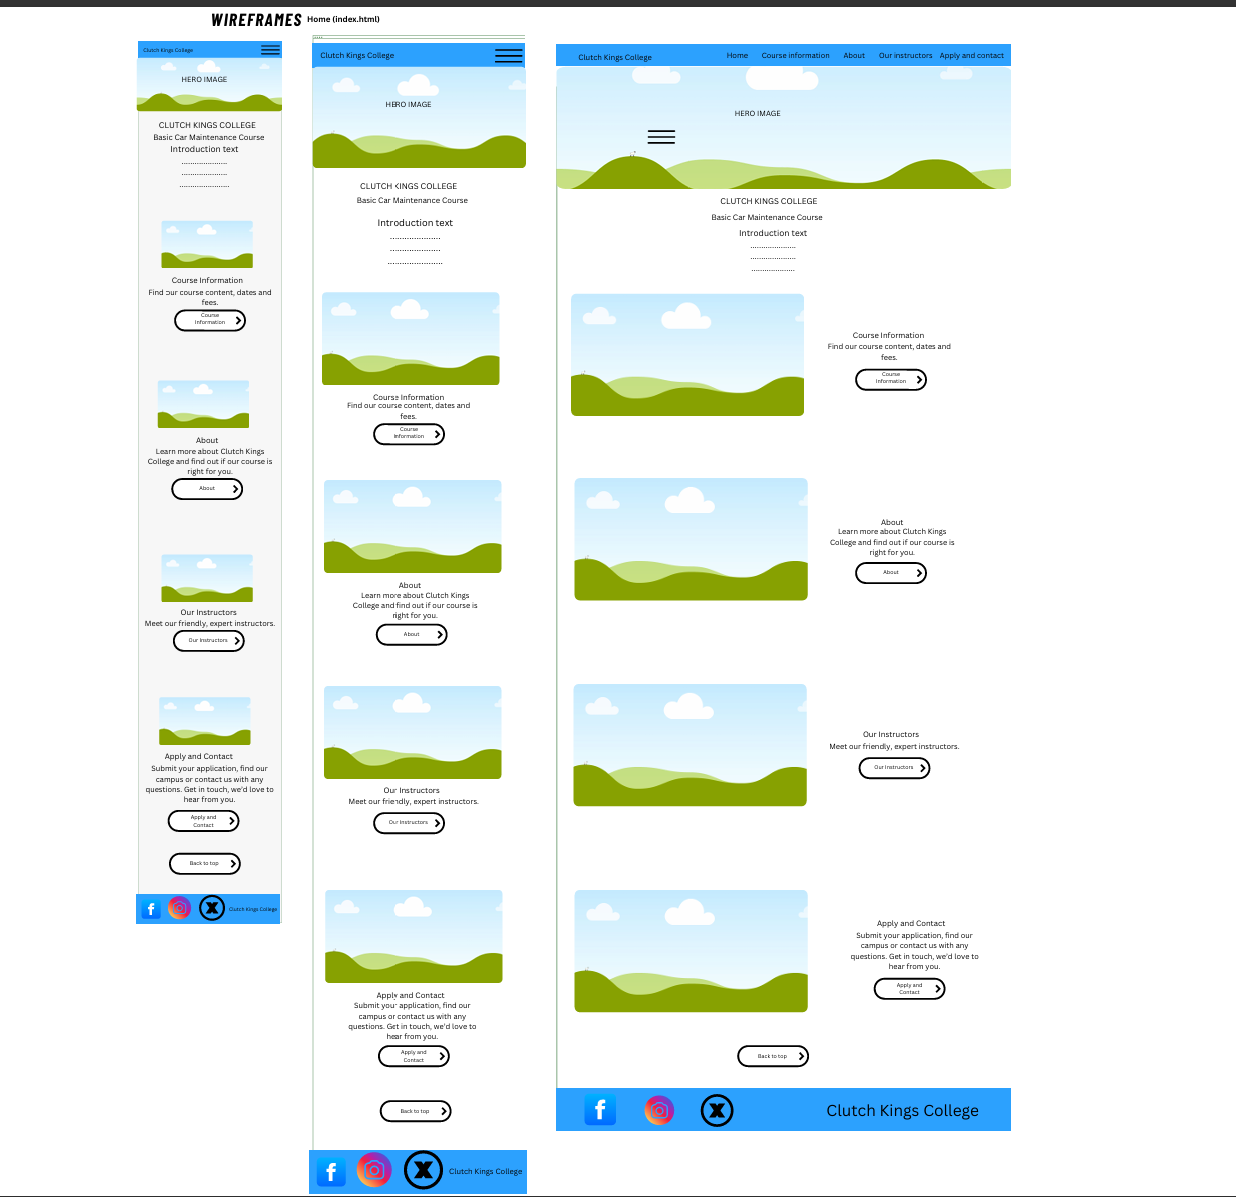 WIREFRAMES Home (index.html)
Clutch Kings College
HERO IMAGE
CLUTCH KINGS COLLEGE
Basic Car Maintenance Course
Introduction text
.....................
.....................
.......................
Course Information
Find our course content, dates and
fees.
Course
Information
About
Learn more about Clutch Kings
College and find out if our course is
right for you.
About
Our Instructors
Meet our friendly, expert instructors.
Our Instructors
Apply and Contact
Submit your application, find our
campus or contact us with any
questions. Get in touch, we'd love to
hear from you.
Apply and
Contact
Back to top
f
X
Clutch Kings College
Clutch Kings College
HERO IMAGE
CLUTCH KINGS COLLEGE
Basic Car Maintenance Course
Introduction text
.....................
.....................
.......................
Course Information
Find our course content, dates and
fees.
Course
Information
About
Learn more about Clutch Kings
College and find out if our course is
right for you.
About
Our Instructors
Meet our friendly, expert instructors.
Our Instructors
Apply and Contact
Submit your application, find our
campus or contact us with any
questions. Get in touch, we'd love to
hear from you.
Apply and
Contact
Back to top
f
X
Clutch Kings College
Clutch Kings College
Home Course information About Our instructors Apply and contact
HERO IMAGE
CLUTCH KINGS COLLEGE
Basic Car Maintenance Course
Introduction text
.....................
.....................
....................
Course Information
Find our course content, dates and
fees.
Course
Information
About
Learn more about Clutch Kings
College and find out if our course is
right for you.
About
Our Instructors
Meet our friendly, expert instructors.
Our Instructors
Apply and Contact
Submit your application, find our
campus or contact us with any
questions. Get in touch, we'd love to
hear from you.
Apply and
Contact
Back to top
f
X
Clutch Kings College